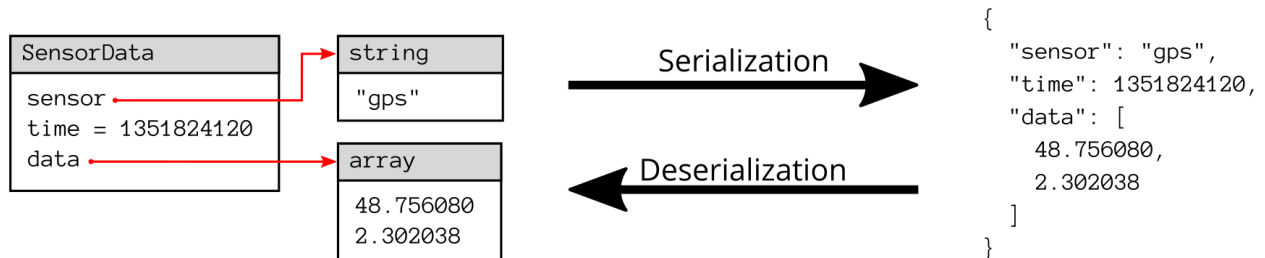 SensorData
sensor
time = 1351824120
data
string
"gps"
array
48.756080
2.302038
Serialization
Deserialization
{
"sensor": "gps",
"time": 1351824120,
"data": [
48.756080,
2.302038
]
}